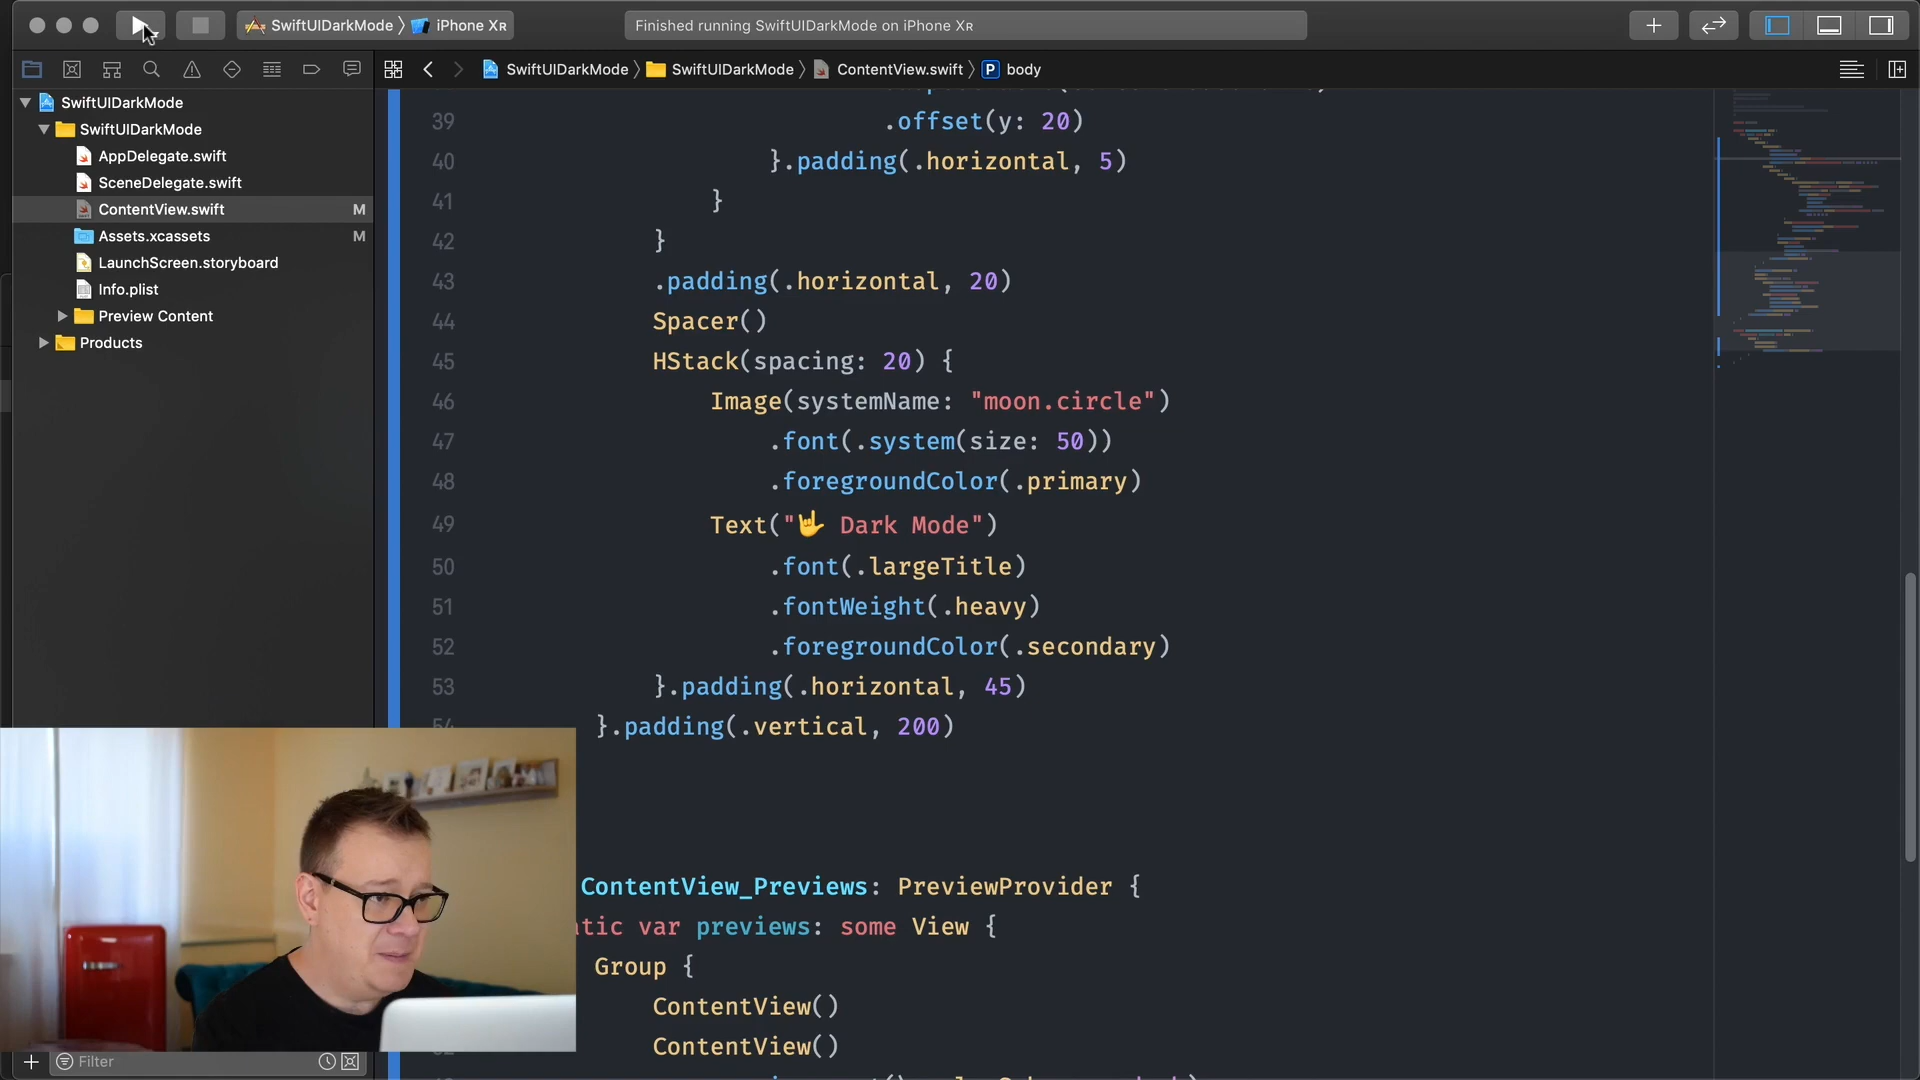 SwiftUIDarkMode iPhone XR
Finished running SwiftUIDarkMode on iPhone XR
SwiftUIDarkMode SwiftUIDarkMode ContentView.swift P body
SwiftUIDarkMode
SwiftUIDarkMode
AppDelegate.swift
SceneDelegate.swift
ContentView.swift M
Assets.xcassets M
LaunchScreen.storyboard
Info.plist
Preview Content
Products
Filter
39 .offset(y: 20)
40 }.padding(.horizontal, 5)
41 }
42 }
43 .padding(.horizontal, 20)
44 Spacer()
45 HStack(spacing: 20) {
46 Image(systemName: "moon.circle")
47 .font(.system(size: 50))
48 .foregroundColor(.primary)
49 Text("🤟 Dark Mode")
50 .font(.largeTitle)
51 .fontWeight(.heavy)
52 .foregroundColor(.secondary)
53 }.padding(.horizontal, 45)
54 }.padding(.vertical, 200)
ContentView_Previews: PreviewProvider {
tic var previews: some View {
Group {
ContentView()
ContentView()